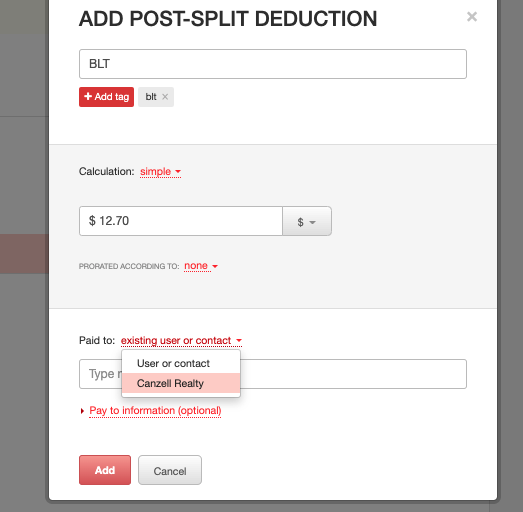 ADD POST-SPLIT DEDUCTION ×
BLT
+ Add tag blt ×
Calculation: simple
$ 12.70 $
PRORATED ACCORDING TO: none
Paid to: existing user or contact
User or contact
Type
Canzell Realty
Pay to information (optional)
Add Cancel